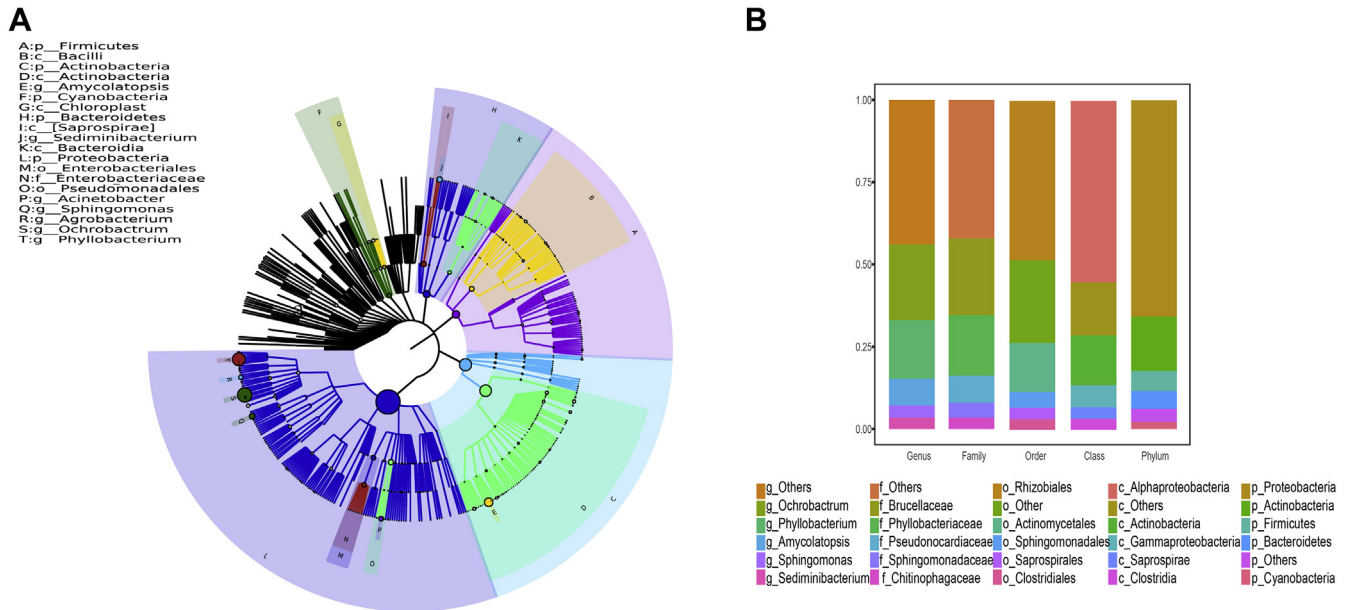 A
A:p__Firmicutes
B:c__Bacilli
C:p__Actinobacteria
D:c__Actinobacteria
E:g__Amycolatopsis
F:p__Cyanobacteria
G:c__Chloroplast
H:p__Bacteroidetes
I:c__[Saprospirae]
J:g__Sediminibacterium
K:c__Bacteroidia
L:p__Proteobacteria
M:o__Enterobacteriales
N:f__Enterobacteriaceae
O:o__Pseudomonadales
P:g__Acinetobacter
Q:g__Sphingomonas
R:g__Agrobacterium
S:g__Ochrobactrum
T:g__Phyllobacterium
F
G
H
I
J
K
B
A
T
R
S
Q
L
N
M
P
O
E
D
C
B
1.00
0.75
0.50
0.25
0.00
Genus Family Order Class Phylum
g_Others f_Others o_Rhizobiales c_Alphaproteobacteria p_Proteobacteria
g_Ochrobactrum f_Brucellaceae o_Other c_Others p_Actinobacteria
g_Phyllobacterium f_Phyllobacteriaceae o_Actinomycetales c_Actinobacteria p_Firmicutes
g_Amycolatopsis f_Pseudonocardiaceae o_Sphingomonadales c_Gammaproteobacteria p_Bacteroidetes
g_Sphingomonas f_Sphingomonadaceae o_Saprospirales c_Saprospirae p_Others
g_Sediminibacterium f_Chitinophagaceae o_Clostridiales c_Clostridia p_Cyanobacteria